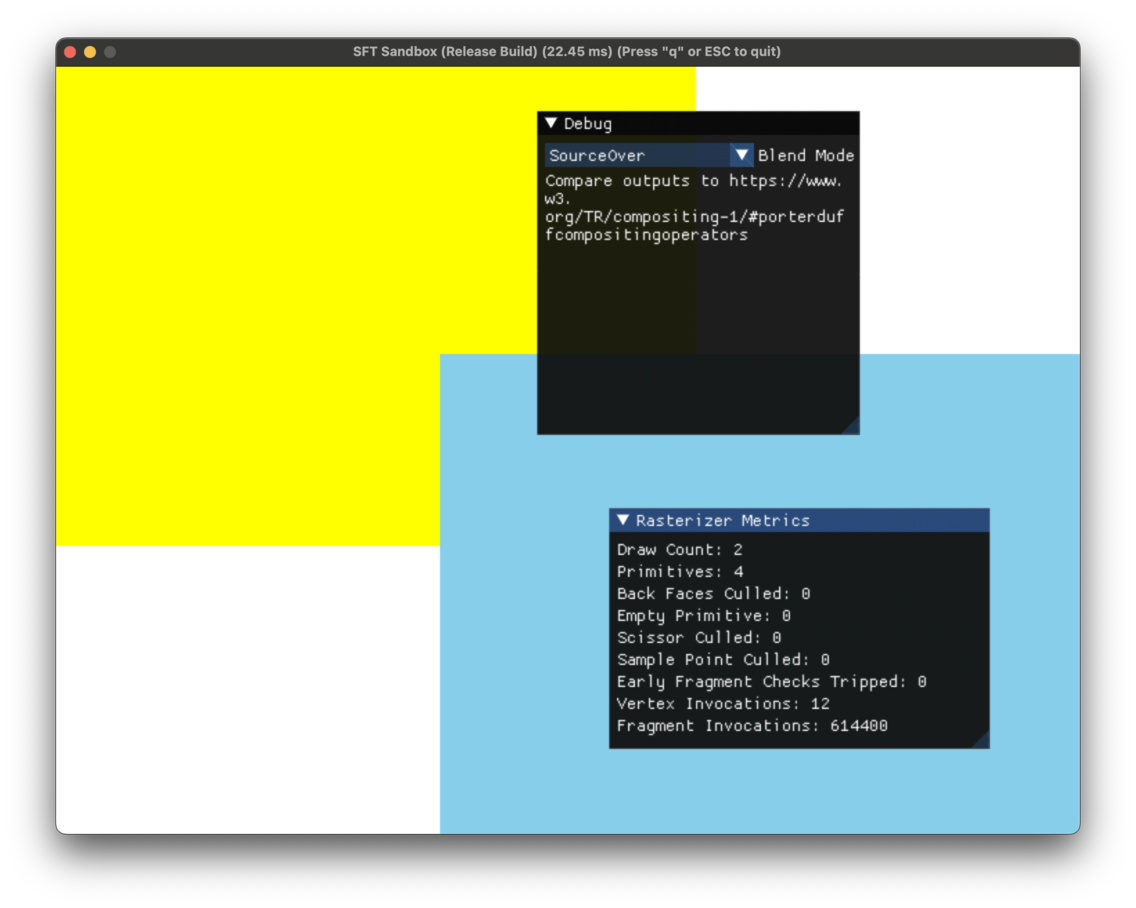 SFT Sandbox (Release Build) (22.45 ms) (Press "q" or ESC to quit)
Debug
SourceOver Blend Mode
Compare outputs to https://www.
w3.
org/TR/compositing-1/#porterduf
fcompositingoperators
Rasterizer Metrics
Draw Count: 2
Primitives: 4
Back Faces Culled: 0
Empty Primitive: 0
Scissor Culled: 0
Sample Point Culled: 0
Early Fragment Checks Tripped: 0
Vertex Invocations: 12
Fragment Invocations: 614400